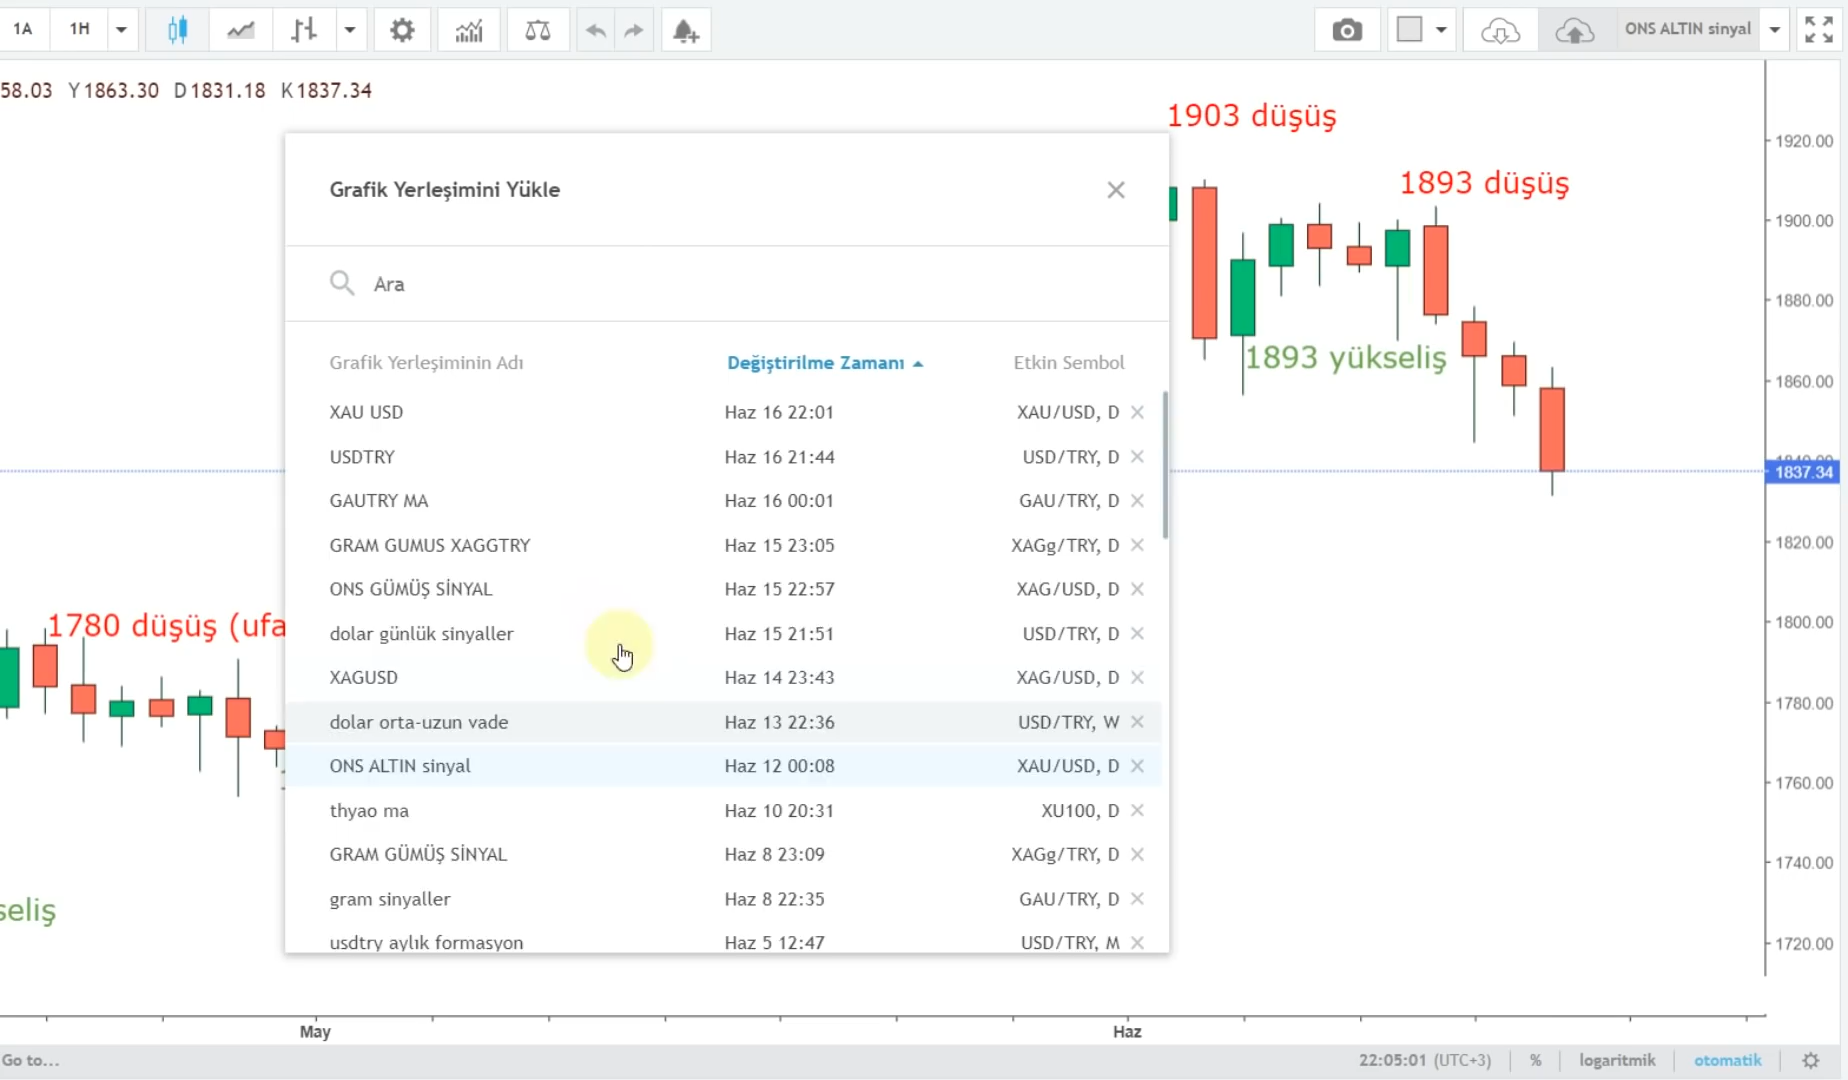 1A 1H ONS ALTIN sinyal
58.03 Y1863.30 D1831.18 K1837.34
1903 düşüş
1893 düşüş
1893 yükseliş
1780 düşüş (ufa
seliş
Grafik Yerleşimini Yükle
Ara
Grafik Yerleşiminin Adı Değiştirilme Zamanı Etkin Sembol
XAU USD Haz 16 22:01 XAU/USD, D
USDTRY Haz 16 21:44 USD/TRY, D
GAUTRY MA Haz 16 00:01 GAU/TRY, D
GRAM GUMUS XAGGTRY Haz 15 23:05 XAGg/TRY, D
ONS GÜMÜŞ SİNYAL Haz 15 22:57 XAG/USD, D
dolar günlük sinyaller Haz 15 21:51 USD/TRY, D
XAGUSD Haz 14 23:43 XAG/USD, D
dolar orta-uzun vade Haz 13 22:36 USD/TRY, W
ONS ALTIN sinyal Haz 12 00:08 XAU/USD, D
thyao ma Haz 10 20:31 XU100, D
GRAM GÜMÜŞ SİNYAL Haz 8 23:09 XAGg/TRY, D
gram sinyaller Haz 8 22:35 GAU/TRY, D
usdtry aylık formasyon Haz 5 12:47 USD/TRY, M
1920.00
1900.00
1880.00
1860.00
1837.34
1820.00
1800.00
1780.00
1760.00
1740.00
1720.00
May Haz
Go to... 22:05:01 (UTC+3) % logaritmik otomatik